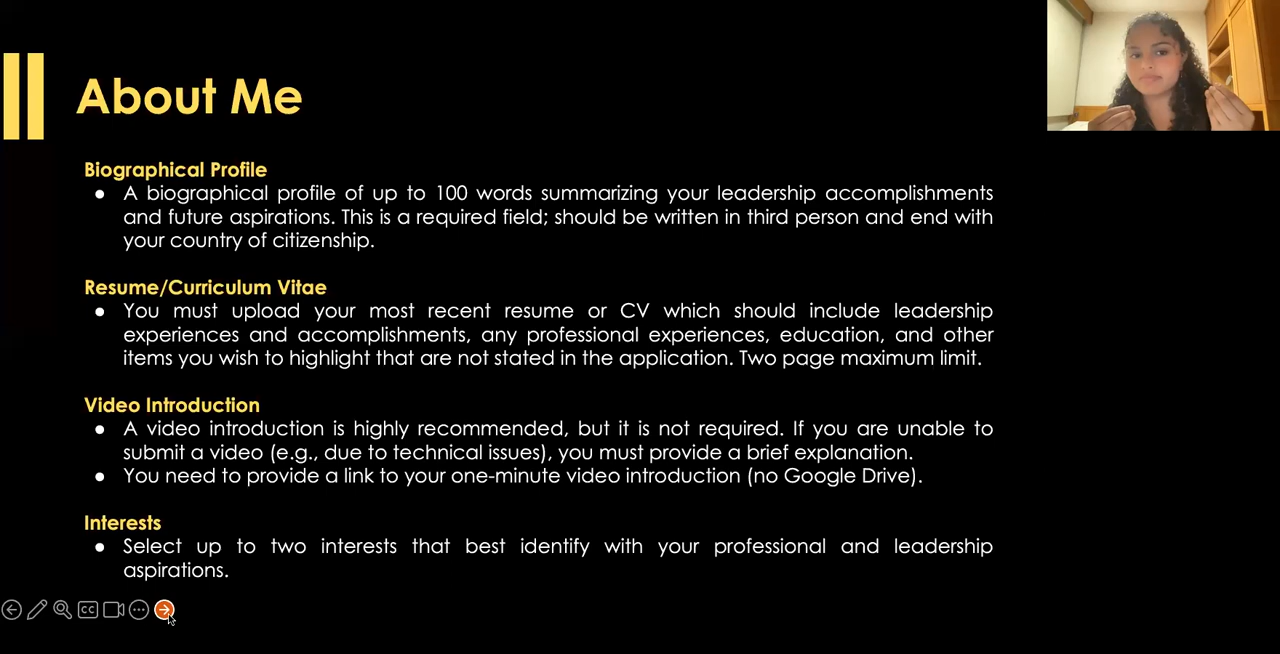 About Me
Biographical Profile
● A biographical profile of up to 100 words summarizing your leadership accomplishments
and future aspirations. This is a required field; should be written in third person and end with
your country of citizenship.
Resume/Curriculum Vitae
● You must upload your most recent resume or CV which should include leadership
experiences and accomplishments, any professional experiences, education, and other
items you wish to highlight that are not stated in the application. Two page maximum limit.
Video Introduction
● A video introduction is highly recommended, but it is not required. If you are unable to
submit a video (e.g., due to technical issues), you must provide a brief explanation.
● You need to provide a link to your one-minute video introduction (no Google Drive).
Interests
● Select up to two interests that best identify with your professional and leadership
aspirations.
CC